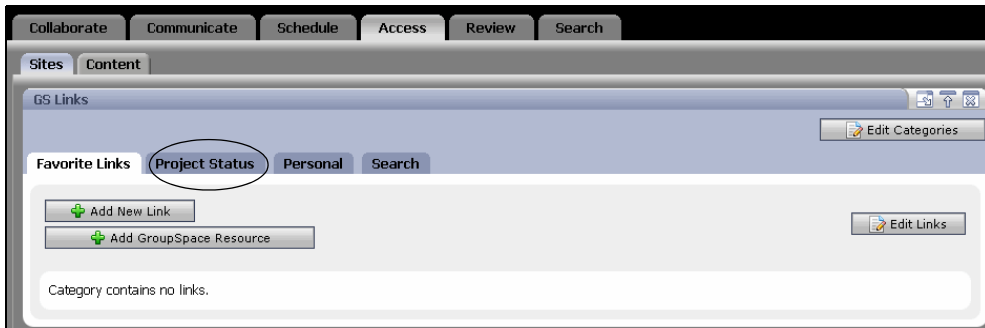 Collaborate Communicate Schedule Access Review Search
Sites Content
GS Links
Edit Categories
Favorite Links Project Status Personal Search
Add New Link
Edit Links
Add GroupSpace Resource
Category contains no links.